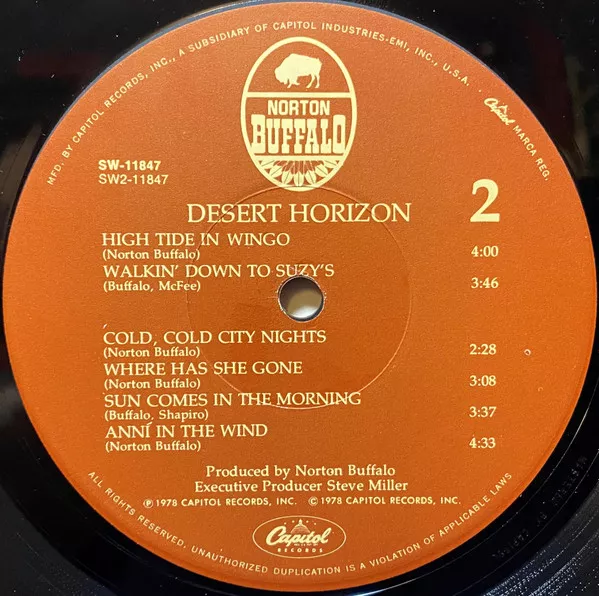 MFD. BY CAPITOL RECORDS, INC., A SUBSIDIARY OF CAPITOL INDUSTRIES-EMI, INC., U.S.A.
Capitol MARCA REG.
NORTON
BUFFALO
SW-11847
SW2-11847
2
DESERT HORIZON
HIGH TIDE IN WINGO
(Norton Buffalo) 4:00
WALKIN' DOWN TO SUZY'S
(Buffalo, McFee) 3:46
COLD, COLD CITY NIGHTS
(Norton Buffalo) 2:28
WHERE HAS SHE GONE
(Norton Buffalo) 3:08
SUN COMES IN THE MORNING
(Buffalo, Shapiro) 3:37
ANNÍ IN THE WIND
(Norton Buffalo) 4:33
Produced by Norton Buffalo
Executive Producer Steve Miller
Ⓟ 1978 CAPITOL RECORDS, INC. © 1978 CAPITOL RECORDS, INC.
Capitol
RECORDS
ALL RIGHTS RESERVED. UNAUTHORIZED DUPLICATION IS A VIOLATION OF APPLICABLE LAWS